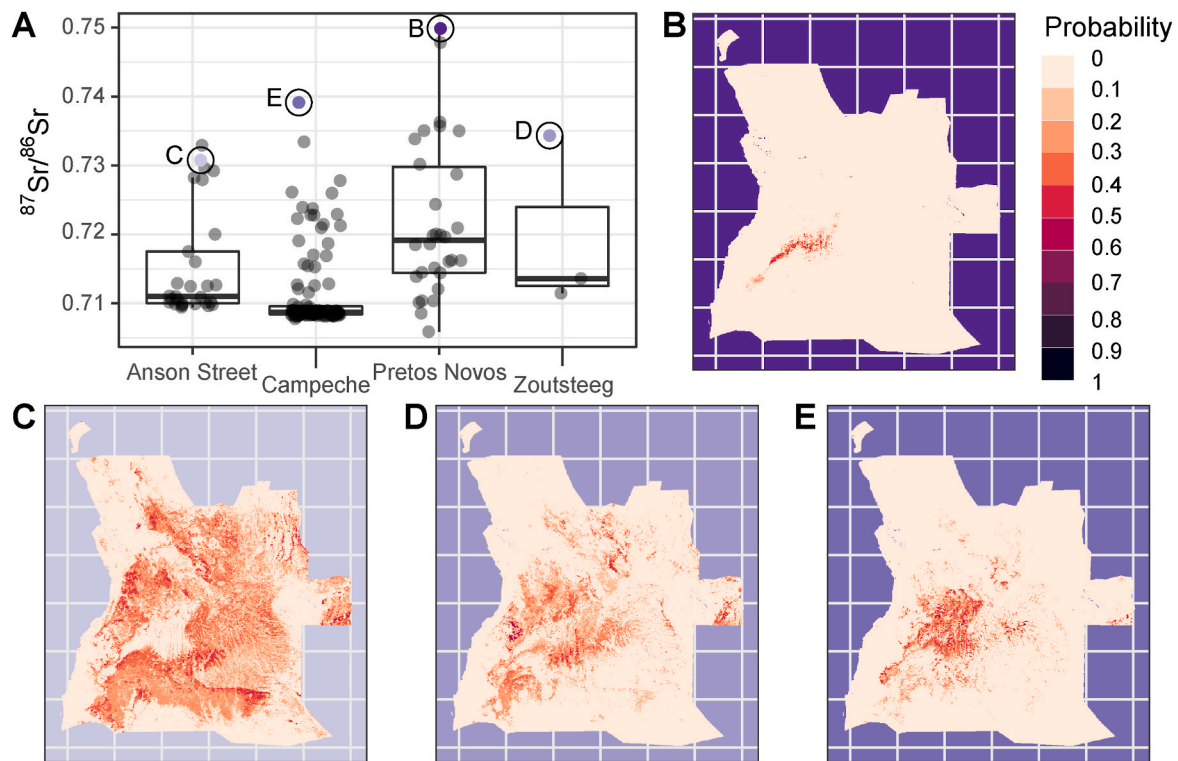 A
0.75
0.74
0.73
0.72
0.71
⁸⁷Sr/⁸⁶Sr
B
E
C
D
Anson Street
Campeche
Pretos Novos
Zoutsteeg
B
Probability
0
0.1
0.2
0.3
0.4
0.5
0.6
0.7
0.8
0.9
1
C
D
E